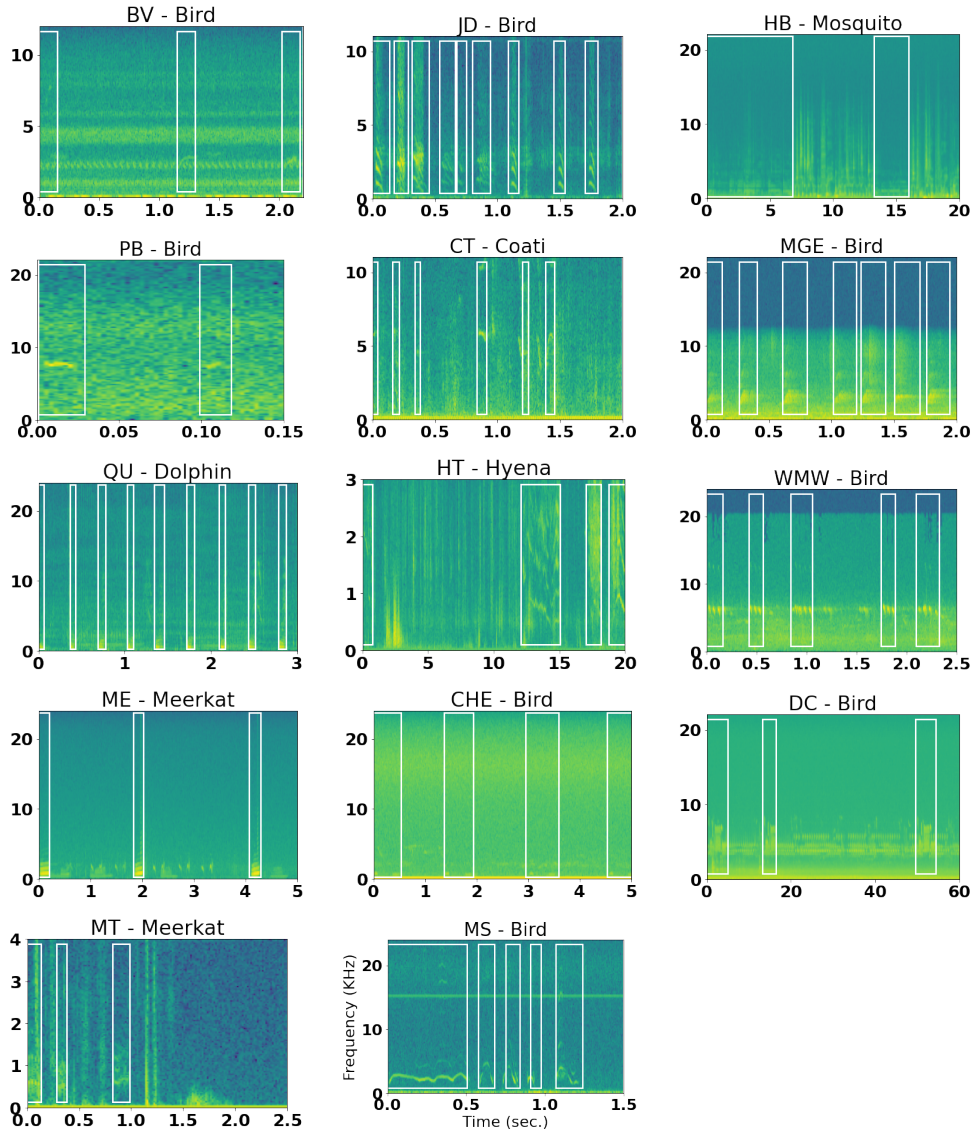 BV - Bird
10
5
0
0.0 0.5 1.0 1.5 2.0
JD - Bird
10
5
0
0.0 0.5 1.0 1.5 2.0
HB - Mosquito
20
10
0
0 5 10 15 20
PB - Bird
20
10
0
0.00 0.05 0.10 0.15
CT - Coati
10
5
0
0.0 0.5 1.0 1.5 2.0
MGE - Bird
20
10
0
0.0 0.5 1.0 1.5 2.0
QU - Dolphin
20
10
0
0 1 2 3
HT - Hyena
3
2
1
0
5 10 15 20
WMW - Bird
20
10
0
0.0 0.5 1.0 1.5 2.0 2.5
ME - Meerkat
20
10
0
0 1 2 3 4 5
CHE - Bird
20
10
0
0 1 2 3 4 5
DC - Bird
20
10
0
0 20 40 60
MT - Meerkat
4
3
2
1
0
0.0 0.5 1.0 1.5 2.0 2.5
MS - Bird
Frequency (KHz)
20
10
0
0.0 0.5 1.0 1.5
Time (sec.)